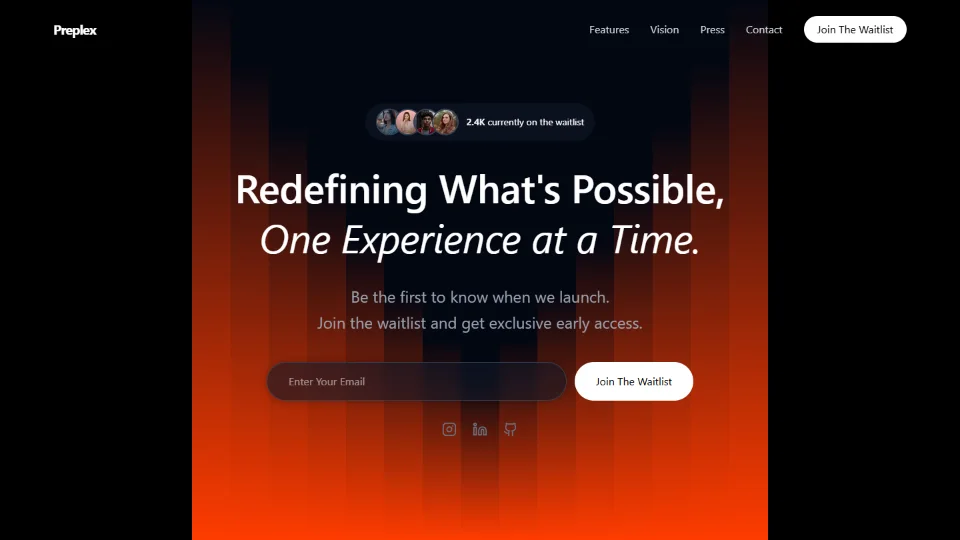 Preplex
Features
Vision
Press
Contact
Join The Waitlist
2.4K currently on the waitlist
Redefining What's Possible,
One Experience at a Time.
Be the first to know when we launch.
Join the waitlist and get exclusive early access.
Enter Your Email
Join The Waitlist